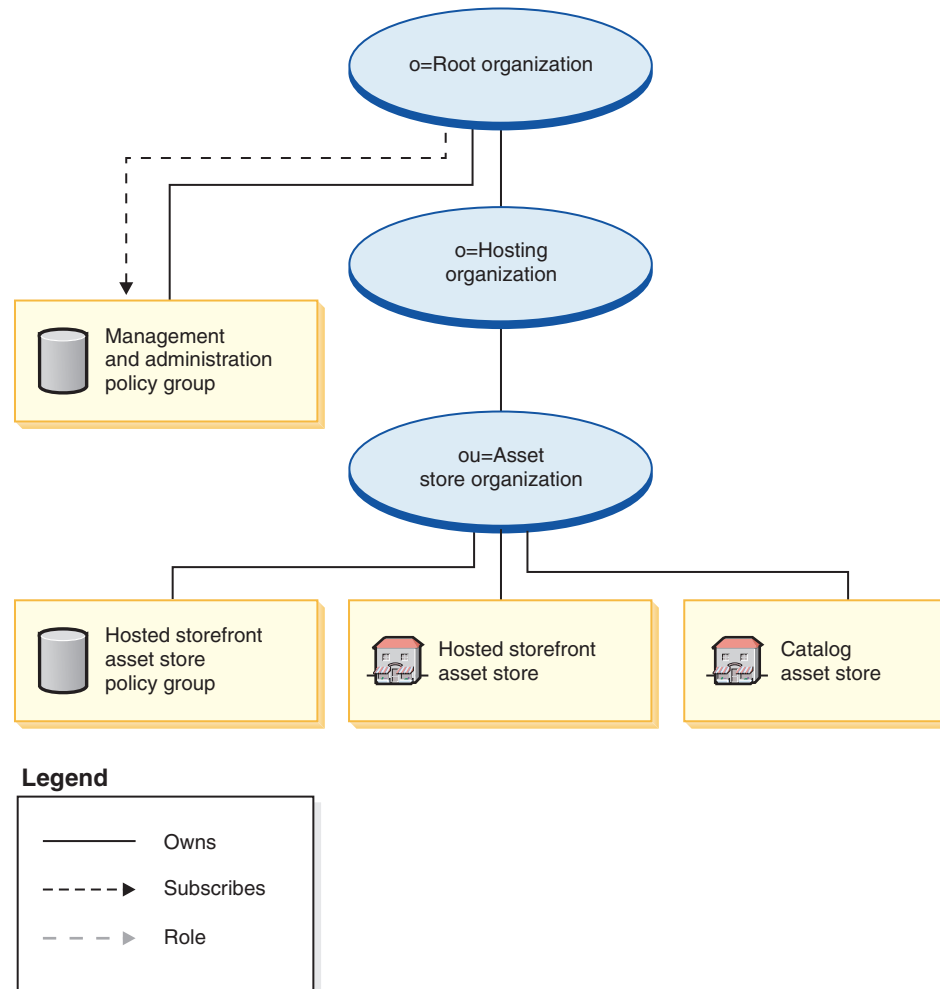 o=Root organization
o=Hosting
organization
Management
and administration
policy group
ou=Asset
store organization
Hosted storefront
asset store
policy group
Hosted storefront
asset store
Catalog
asset store
Legend
Owns
Subscribes
Role